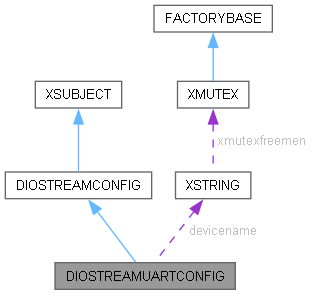 FACTORYBASE
XSUBJECT
XMUTEX
xmutexfreemen
DIOSTREAMCONFIG
XSTRING
devicename
DIOSTREAMUARTCONFIG